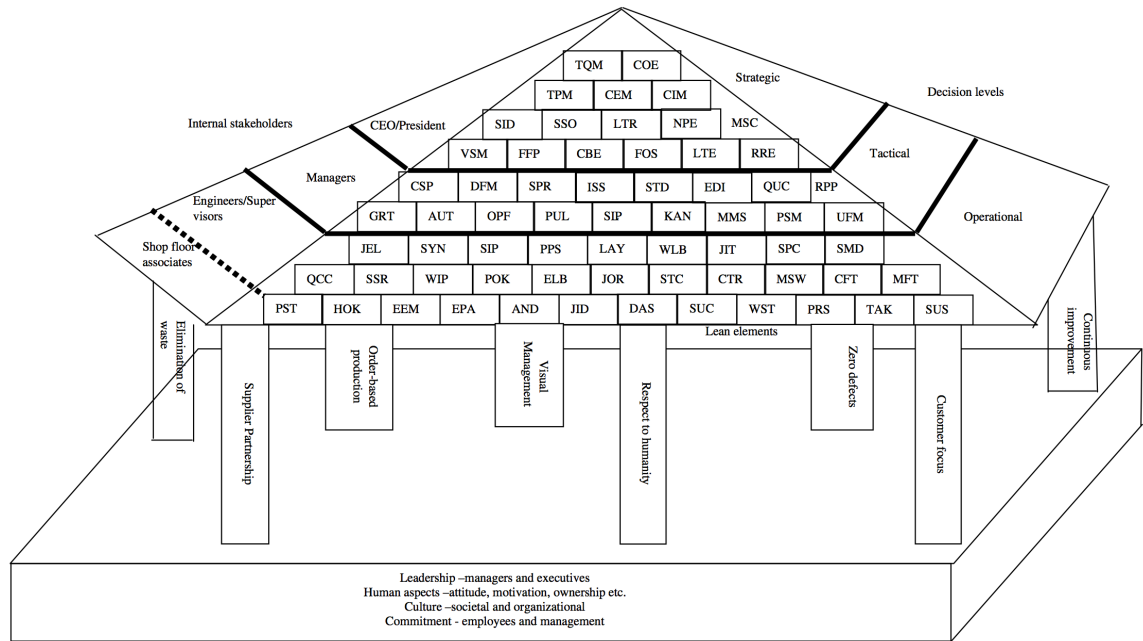 TQM COE
Strategic
TPM CEM CIM
Decision levels
Internal stakeholders
CEO/President
SID SSO LTR NPE MSC
VSM FFP CBE FOS LTE RRE
Tactical
Managers
CSP DFM SPR ISS STD EDI QUC RPP
Engineers/Super
visors
GRT AUT OPF PUL SIP KAN MMS PSM UFM
Operational
Shop floor
associates
JEL SYN SIP PPS LAY WLB JIT SPC SMD
QCC SSR WIP POK ELB JOR STC CTR MSW CFT MFT
PST HOK EEM EPA AND JID DAS SUC WST PRS TAK SUS
Lean elements
Elimination of
waste
Supplier Partnership
Order-based
production
Visual
Management
Respect to humanity
Zero defects
Customer focus
Continuous
improvement
Leadership –managers and executives
Human aspects –attitude, motivation, ownership etc.
Culture –societal and organizational
Commitment - employees and management